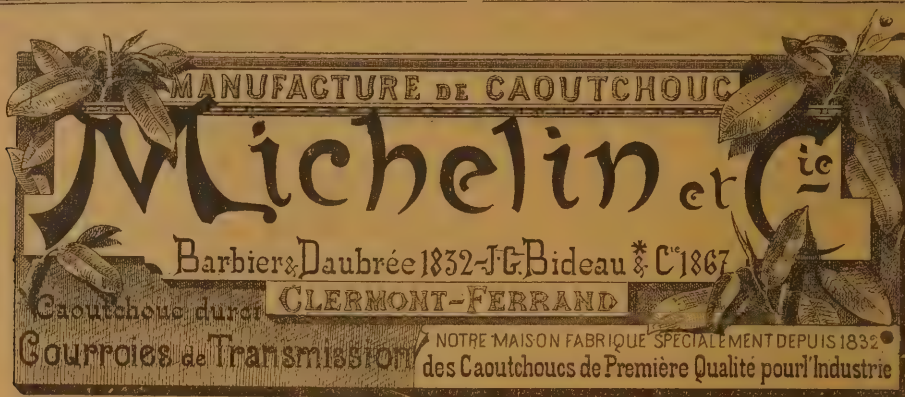 MANUFACTURE DE CAOUTCHOUC
Michelin et Cie
Barbier & Daubrée 1832-J.G. Bideau & Cie 1867
CLERMONT-FERRAND
Caoutchouc durci
Courroies de Transmission
NOTRE MAISON FABRIQUE SPÉCIALEMENT DEPUIS 1832
des Caoutchoucs de Première Qualité pour l'Industrie